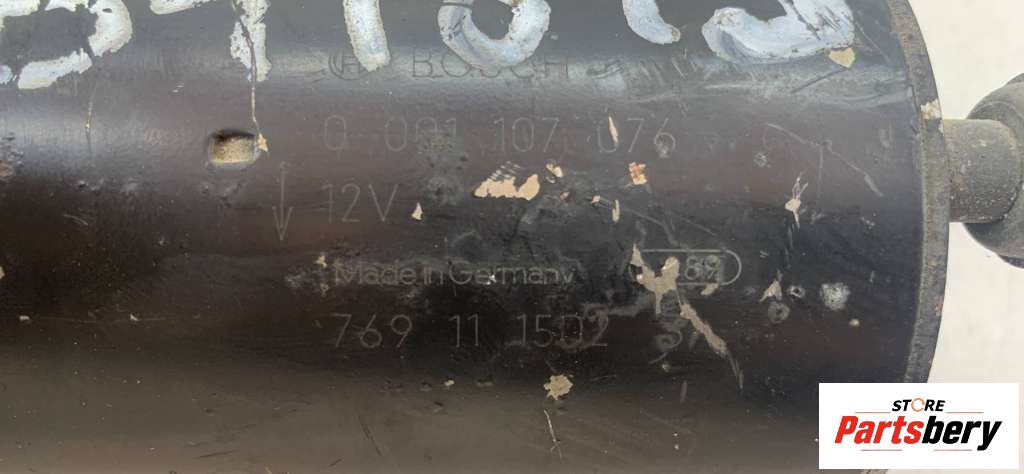 BOSCH
0 001 107 076
12V
Made in Germany
769 11 1502
STORE
Partsbery